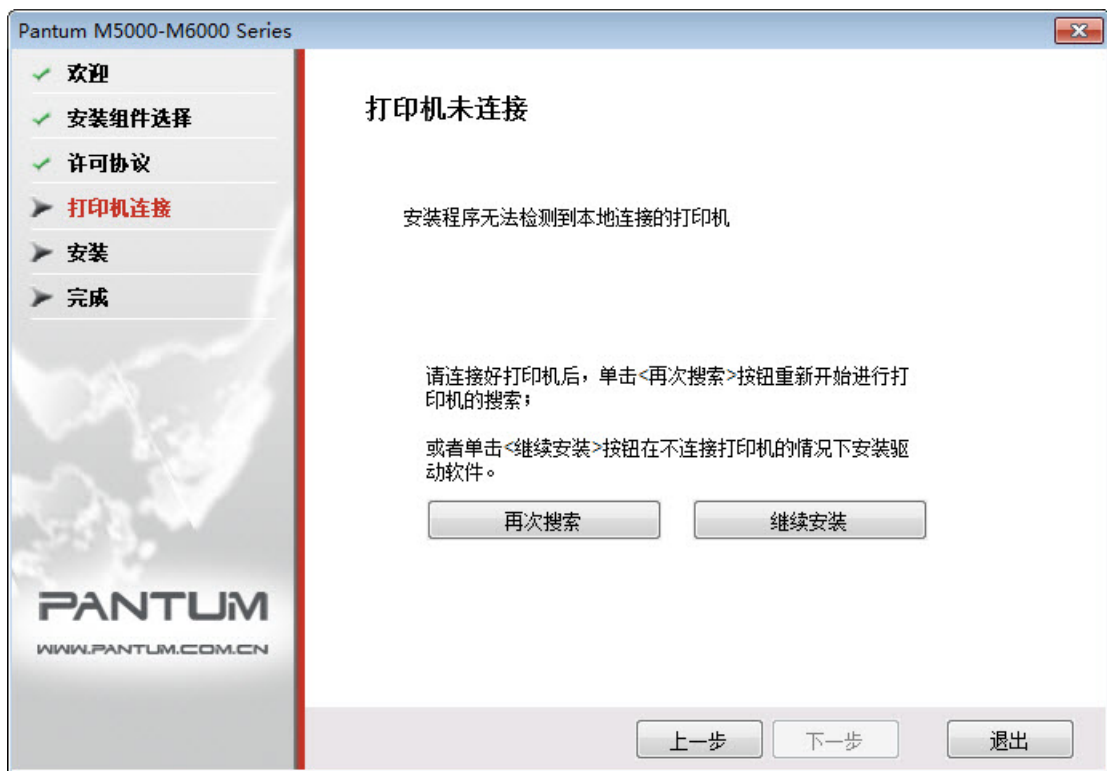 Pantum M5000-M6000 Series
欢迎
安装组件选择
许可协议
打印机连接
安装
完成
PANTUM
WWW.PANTUM.COM.CN
打印机未连接
安装程序无法检测到本地连接的打印机
请连接好打印机后，单击<再次搜索>按钮重新开始进行打
印机的搜索；
或者单击<继续安装>按钮在不连接打印机的情况下安装驱
动软件。
再次搜索
继续安装
上一步
下一步
退出